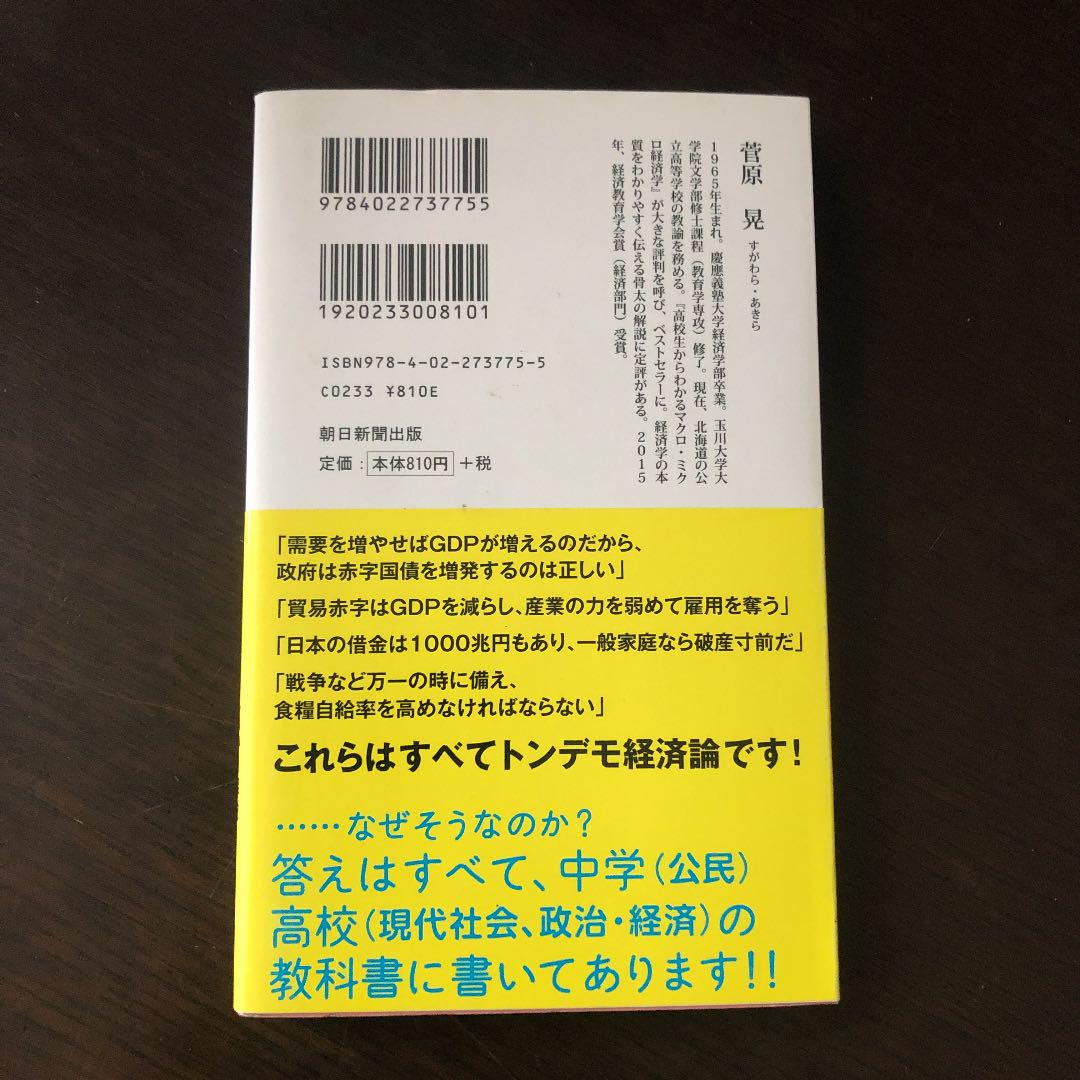 菅原 晃 すがわら・あきら
1965年生まれ。慶應義塾大学経済学部卒業。玉川大学大
学院文学部修士課程（教育学専攻）修了。現在、北海道の公
立高等学校の教諭を務める。『高校生からわかるマクロ・ミク
ロ経済学』が大きな評判を呼び、ベストセラーに。経済学の本
質をわかりやすく伝える骨太の解説に定評がある。2015
年、経済教育学会賞（経済部門）受賞。
9784022737755
1920233008101
ISBN978-4-02-273775-5
C0233 ¥810E
朝日新聞出版
定価：本体810円＋税
「需要を増やせばGDPが増えるのだから、
政府は赤字国債を増発するのは正しい」
「貿易赤字はGDPを減らし、産業の力を弱めて雇用を奪う」
「日本の借金は1000兆円もあり、一般家庭なら破産寸前だ」
「戦争など万一の時に備え、
食糧自給率を高めなければならない」
これらはすべてトンデモ経済論です！
……なぜそうなのか？
答えはすべて、中学（公民）
高校（現代社会、政治・経済）の
教科書に書いてあります！！